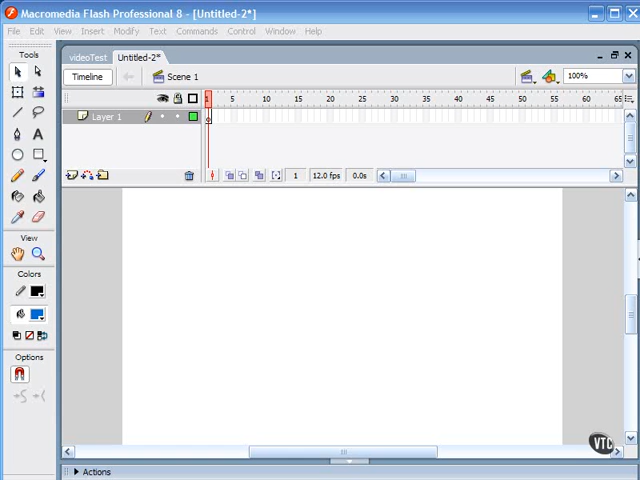 Macromedia Flash Professional 8 - [Untitled-2*]
File Edit View Insert Modify Text Commands Control Window Help
Tools
videoTest Untitled-2*
Timeline Scene 1 100%
1 5 10 15 20 25 30 35 40 45 50 55 60 65
Layer 1
A
1 12.0 fps 0.0s
View
Colors
Options
VTC
Actions